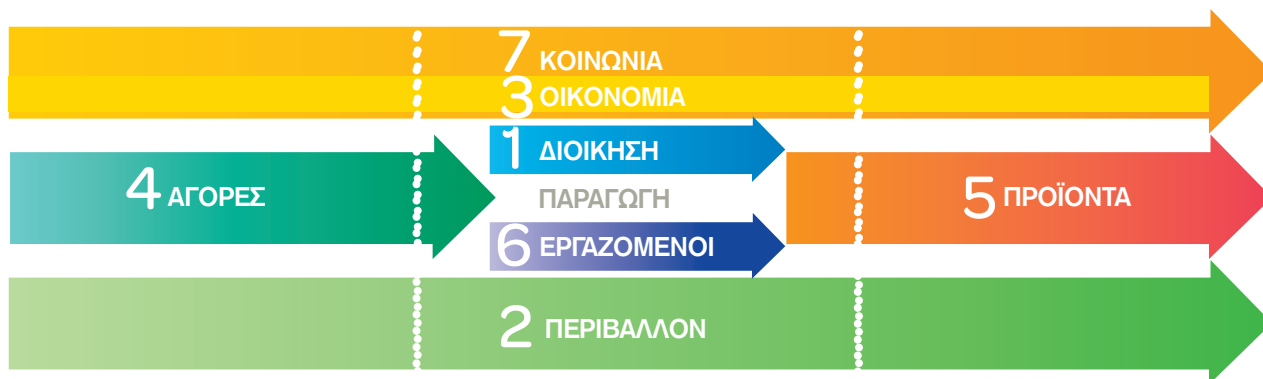 7 ΚΟΙΝΩΝΙΑ
3 ΟΙΚΟΝΟΜΙΑ
1 ΔΙΟΙΚΗΣΗ
4 ΑΓΟΡΕΣ
ΠΑΡΑΓΩΓΗ
5 ΠΡΟΪΟΝΤΑ
6 ΕΡΓΑΖΟΜΕΝΟΙ
2 ΠΕΡΙΒΑΛΛΟΝ